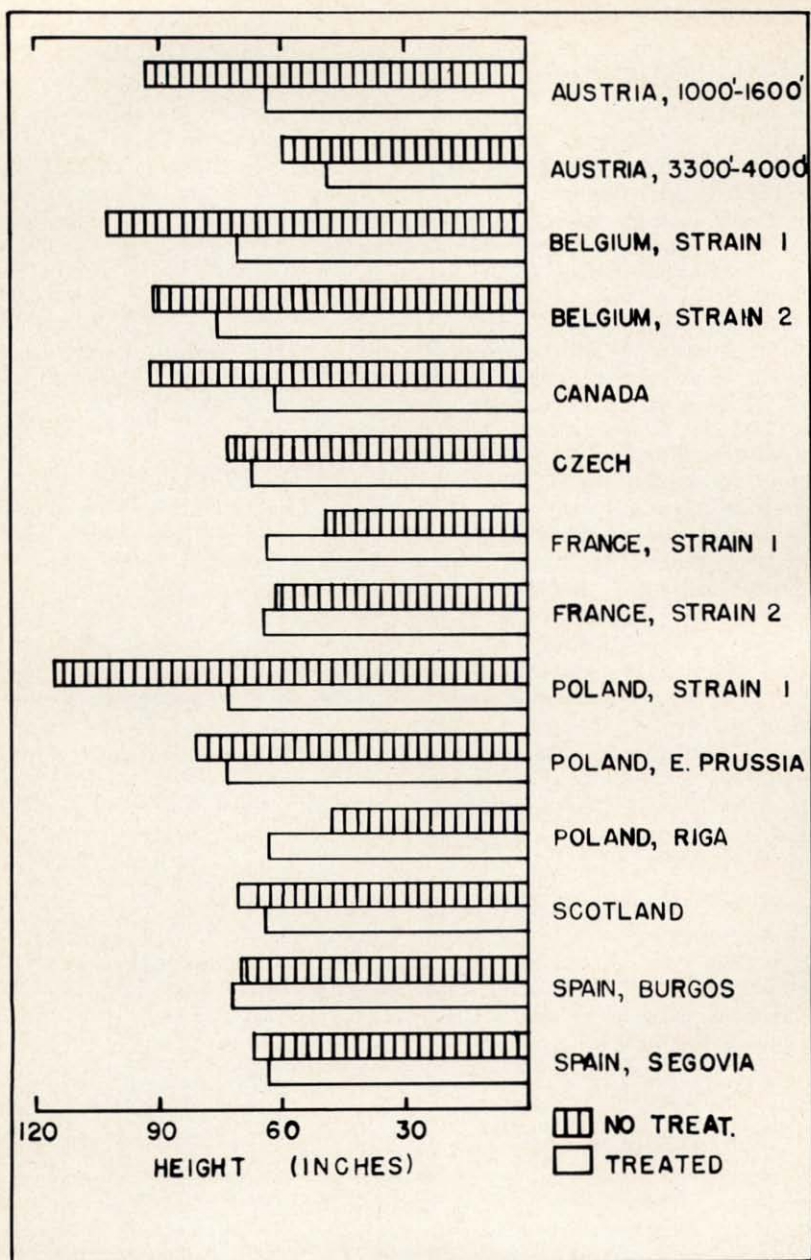 AUSTRIA, 1000'-1600'
AUSTRIA, 3300'-4000'
BELGIUM, STRAIN 1
BELGIUM, STRAIN 2
CANADA
CZECH
FRANCE, STRAIN 1
FRANCE, STRAIN 2
POLAND, STRAIN 1
POLAND, E. PRUSSIA
POLAND, RIGA
SCOTLAND
SPAIN, BURGOS
SPAIN, SEGOVIA
120 90 60 30
HEIGHT (INCHES)
NO TREAT.
TREATED